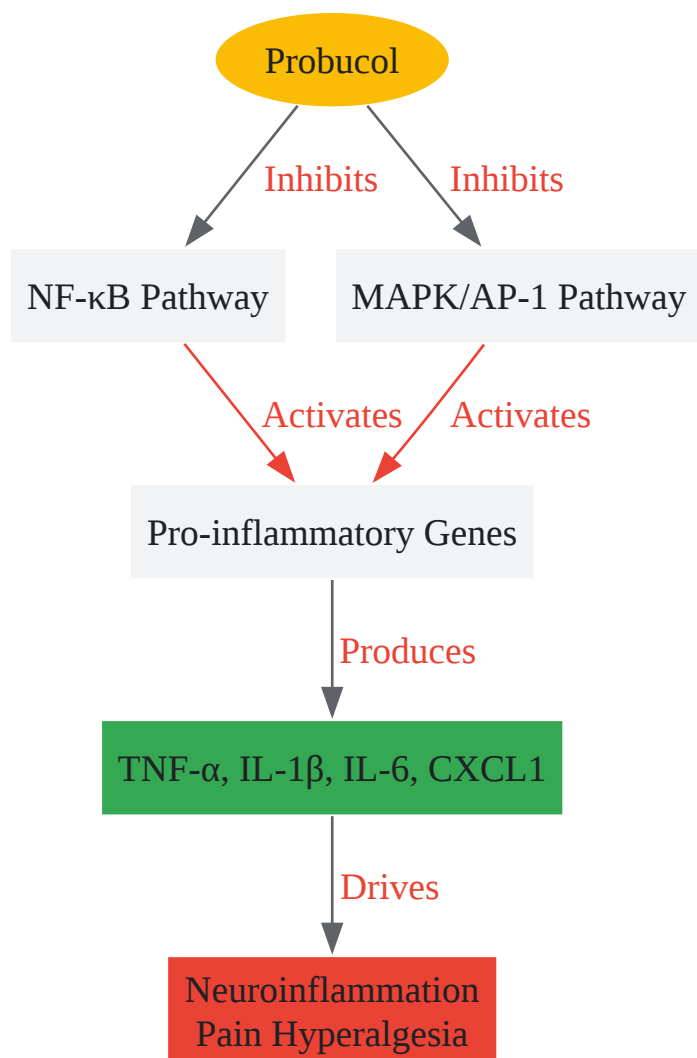 Probucol
Inhibits
Inhibits
NF-κB Pathway
MAPK/AP-1 Pathway
Activates
Activates
Pro-inflammatory Genes
Produces
TNF-α, IL-1β, IL-6, CXCL1
Drives
Neuroinflammation
Pain Hyperalgesia